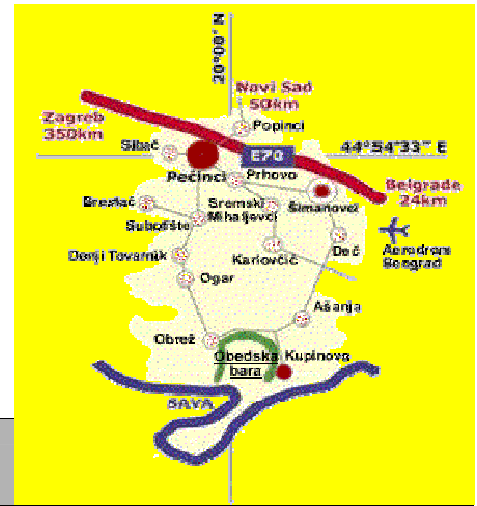 20°00' N
Novi Sad
50km
Zagreb
350km
Popinci
Sibač
E70
44°54'33" E
Pećinci
Prhovo
Belgrade
24km
Brestač
Sremski
Mihaljevci
Šimanovci
Subotište
Deč
Aerodrom
Beograd
Donji Tovarnik
Karlovčić
Ogar
Ašanja
Obrež
Obedska
bara
Kupinovo
SAVA